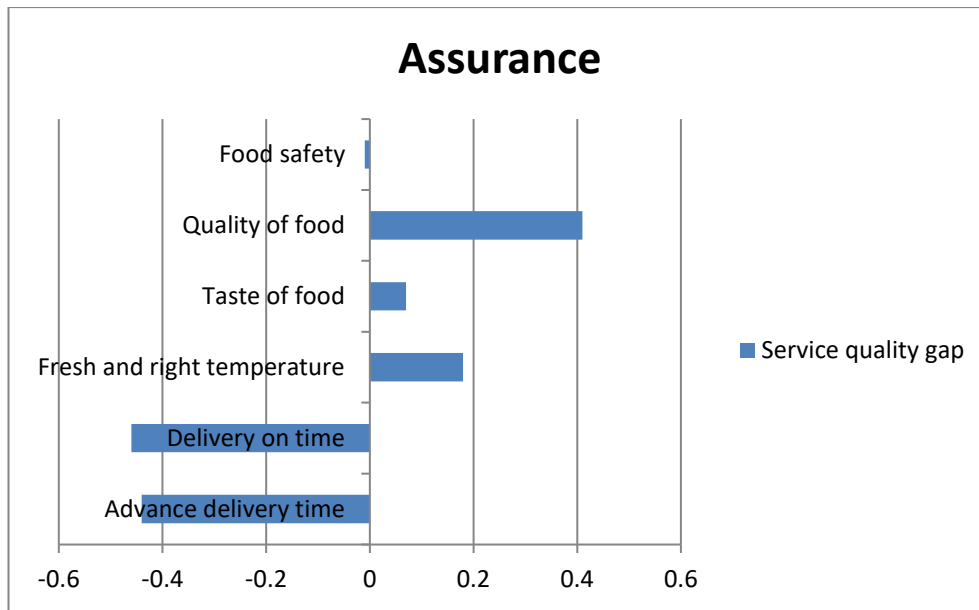 Assurance
Food safety
Quality of food
Taste of food
Fresh and right temperature
Service quality gap
Delivery on time
Advance delivery time
-0.6 -0.4 -0.2 0 0.2 0.4 0.6